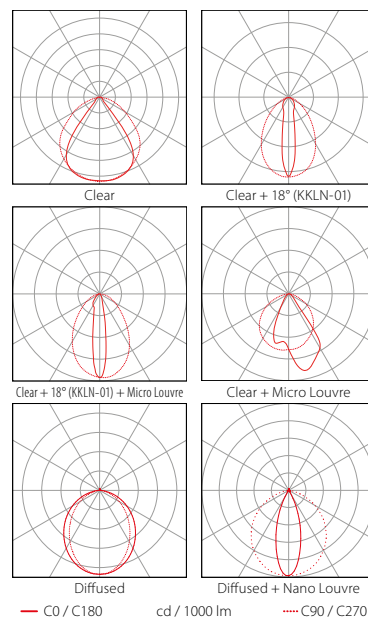 Clear
Clear + 18° (KKLN-01)
Clear + 18° (KKLN-01) + Micro Louvre
Clear + Micro Louvre
Diffused
Diffused + Nano Louvre
C0 / C180 cd / 1000 lm C90 / C270